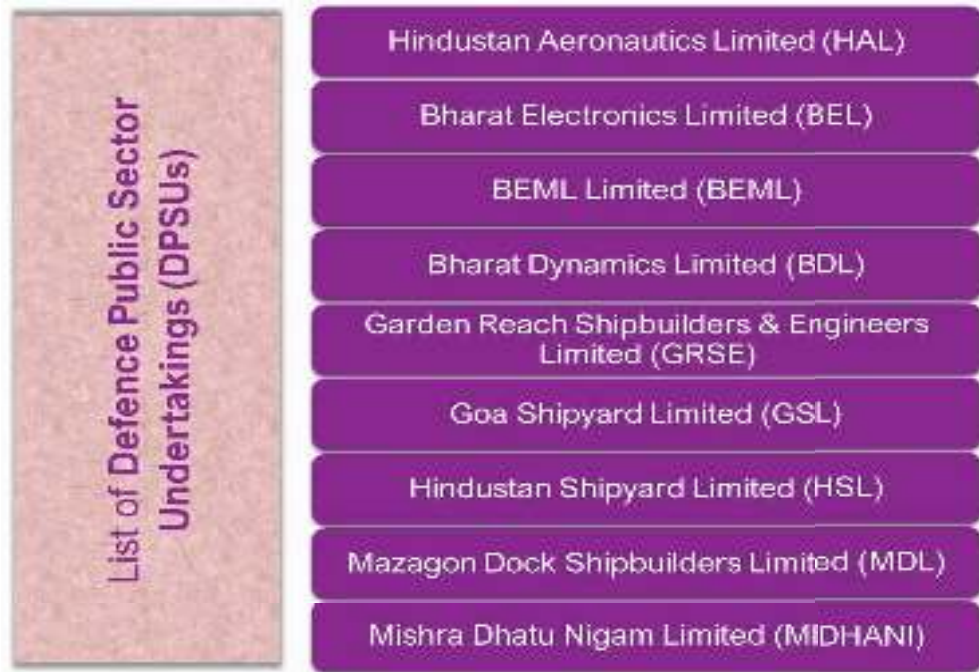 List of Defence Public Sector
Undertakings (DPSUs)
Hindustan Aeronautics Limited (HAL)
Bharat Electronics Limited (BEL)
BEML Limited (BEML)
Bharat Dynamics Limited (BDL)
Garden Reach Shipbuilders & Engineers
Limited (GRSE)
Goa Shipyard Limited (GSL)
Hindustan Shipyard Limited (HSL)
Mazagon Dock Shipbuilders Limited (MDL)
Mishra Dhatu Nigam Limited (MIDHANI)